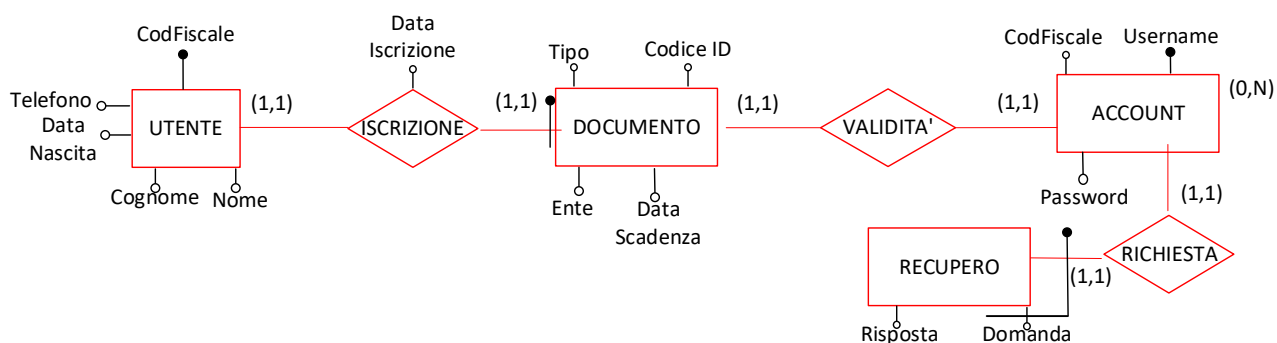 Data
Iscrizione
CodFiscale
Tipo
Codice ID
CodFiscale
Username
Telefono
(1,1)
(1,1)
(1,1)
(1,1)
(0,N)
Data
Nascita
UTENTE
ISCRIZIONE
DOCUMENTO
VALIDITA'
ACCOUNT
Cognome
Nome
Ente
Data
Scadenza
Password
(1,1)
RECUPERO
(1,1)
RICHIESTA
Risposta
Domanda